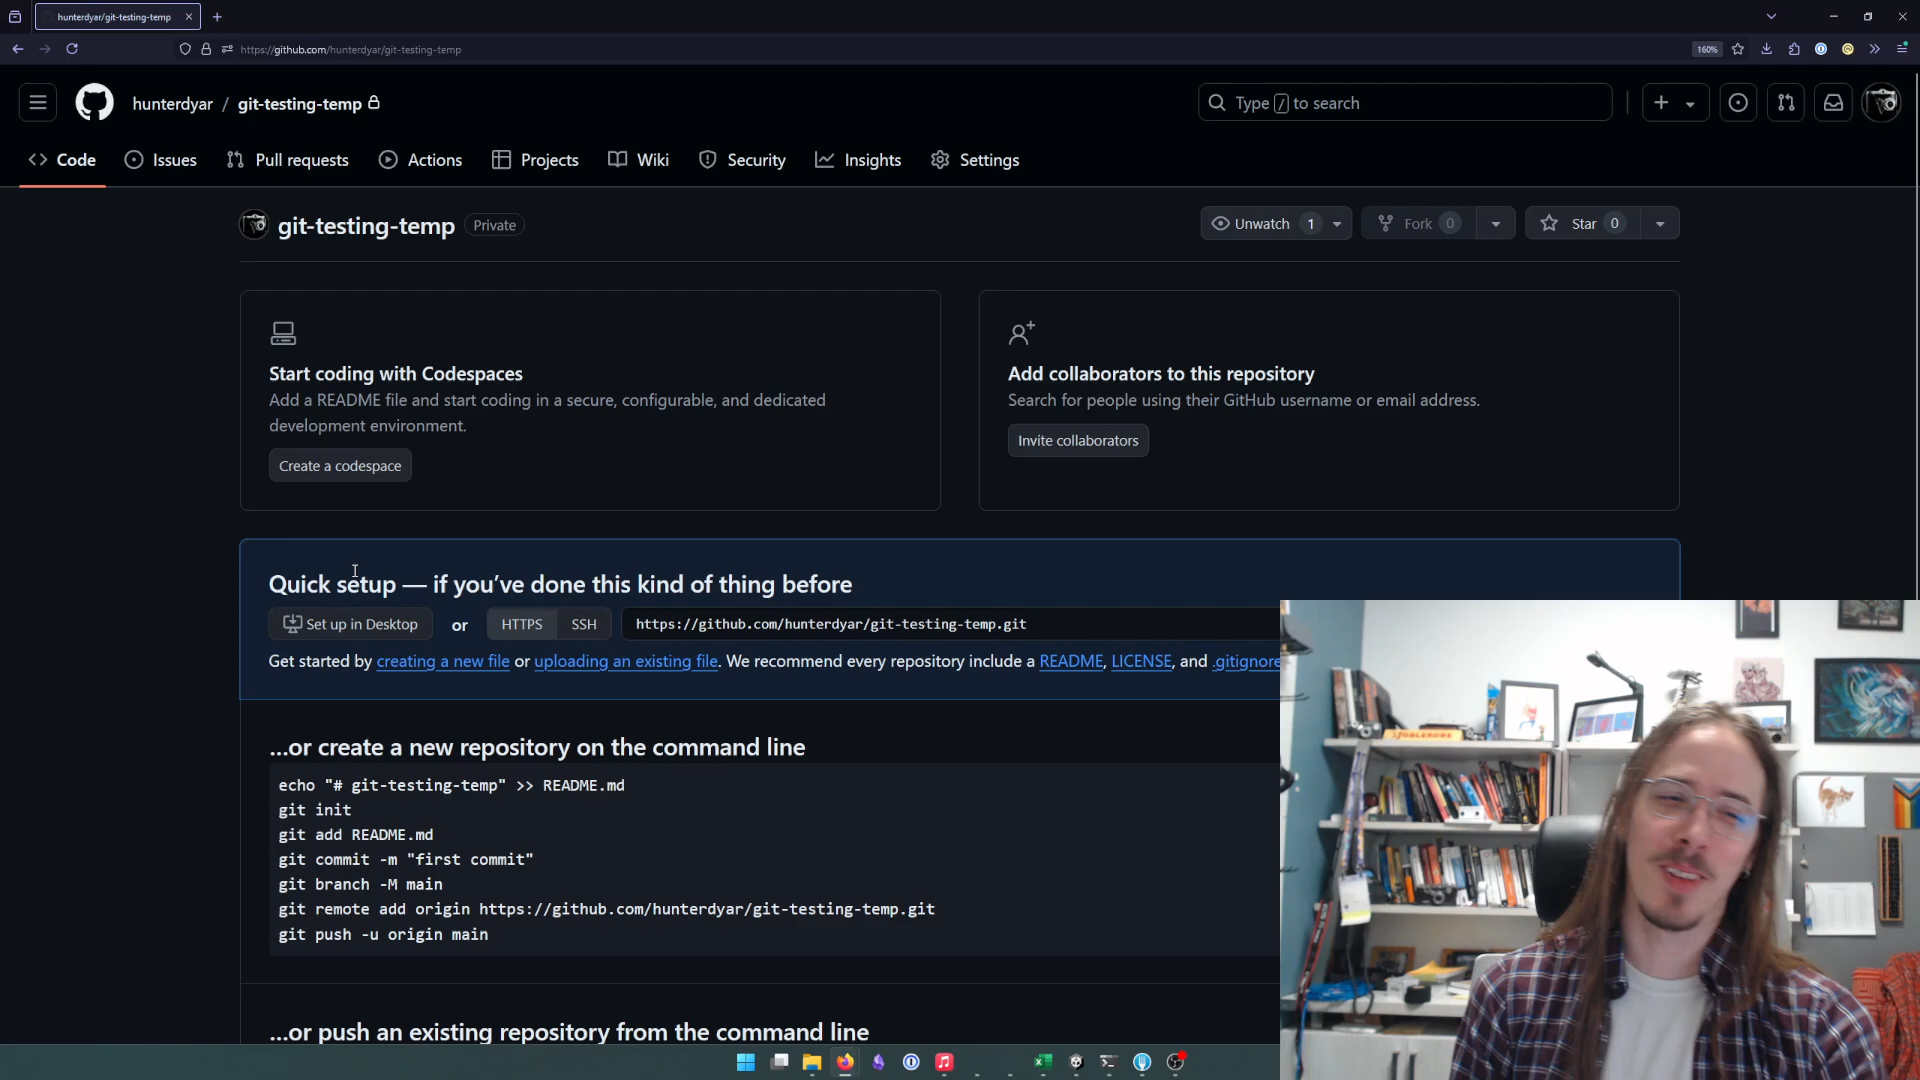 hunterdyar/git-testing-temp
https://github.com/hunterdyar/git-testing-temp
160%
hunterdyar / git-testing-temp
Type / to search
Code
Issues
Pull requests
Actions
Projects
Wiki
Security
Insights
Settings
git-testing-temp Private
Unwatch 1
Fork 0
Star 0
Start coding with Codespaces
Add a README file and start coding in a secure, configurable, and dedicated
development environment.
Create a codespace
Add collaborators to this repository
Search for people using their GitHub username or email address.
Invite collaborators
Quick setup — if you’ve done this kind of thing before
Set up in Desktop or HTTPS SSH https://github.com/hunterdyar/git-testing-temp.git
Get started by creating a new file or uploading an existing file. We recommend every repository include a README, LICENSE, and .gitignore
…or create a new repository on the command line
echo "# git-testing-temp" >> README.md
git init
git add README.md
git commit -m "first commit"
git branch -M main
git remote add origin https://github.com/hunterdyar/git-testing-temp.git
git push -u origin main
…or push an existing repository from the command line
TOBLERONE